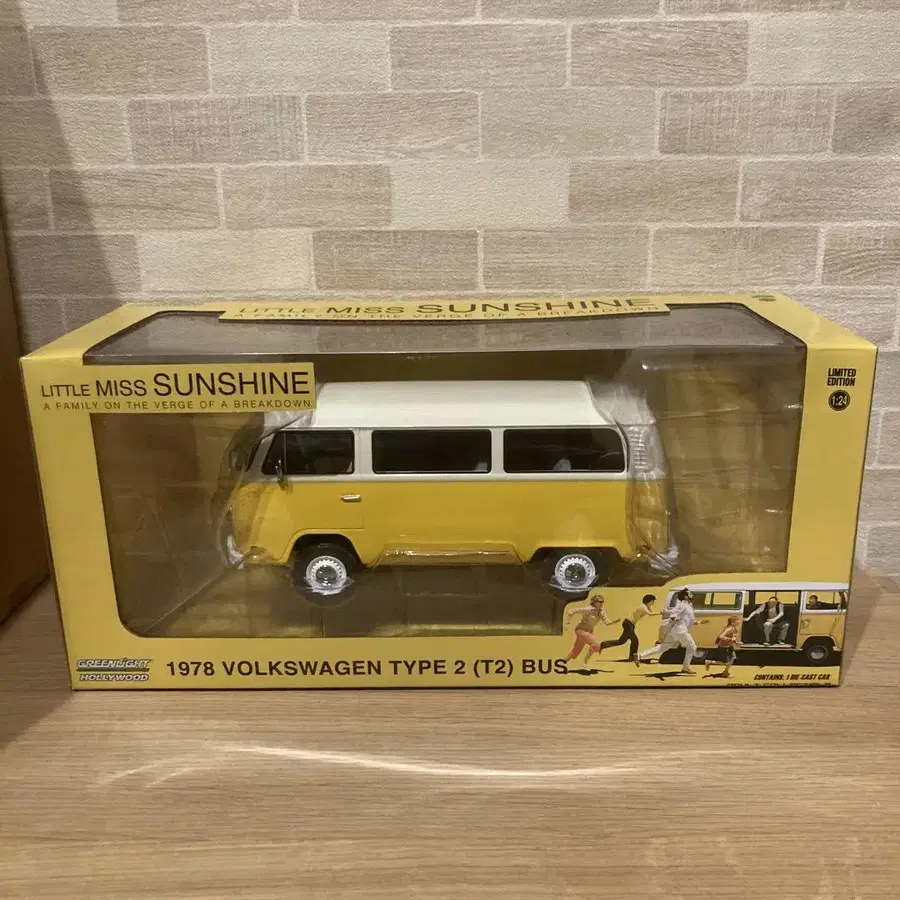 LITTLE MISS SUNSHINE
A FAMILY ON THE VERGE OF A BREAKDOWN
LITTLE MISS SUNSHINE
A FAMILY ON THE VERGE OF A BREAKDOWN
LIMITED
EDITION
1:24
GREENLIGHT
HOLLYWOOD
1978 VOLKSWAGEN TYPE 2 (T2) BUS
CONTAINS: 1 DIE-CAST CAR